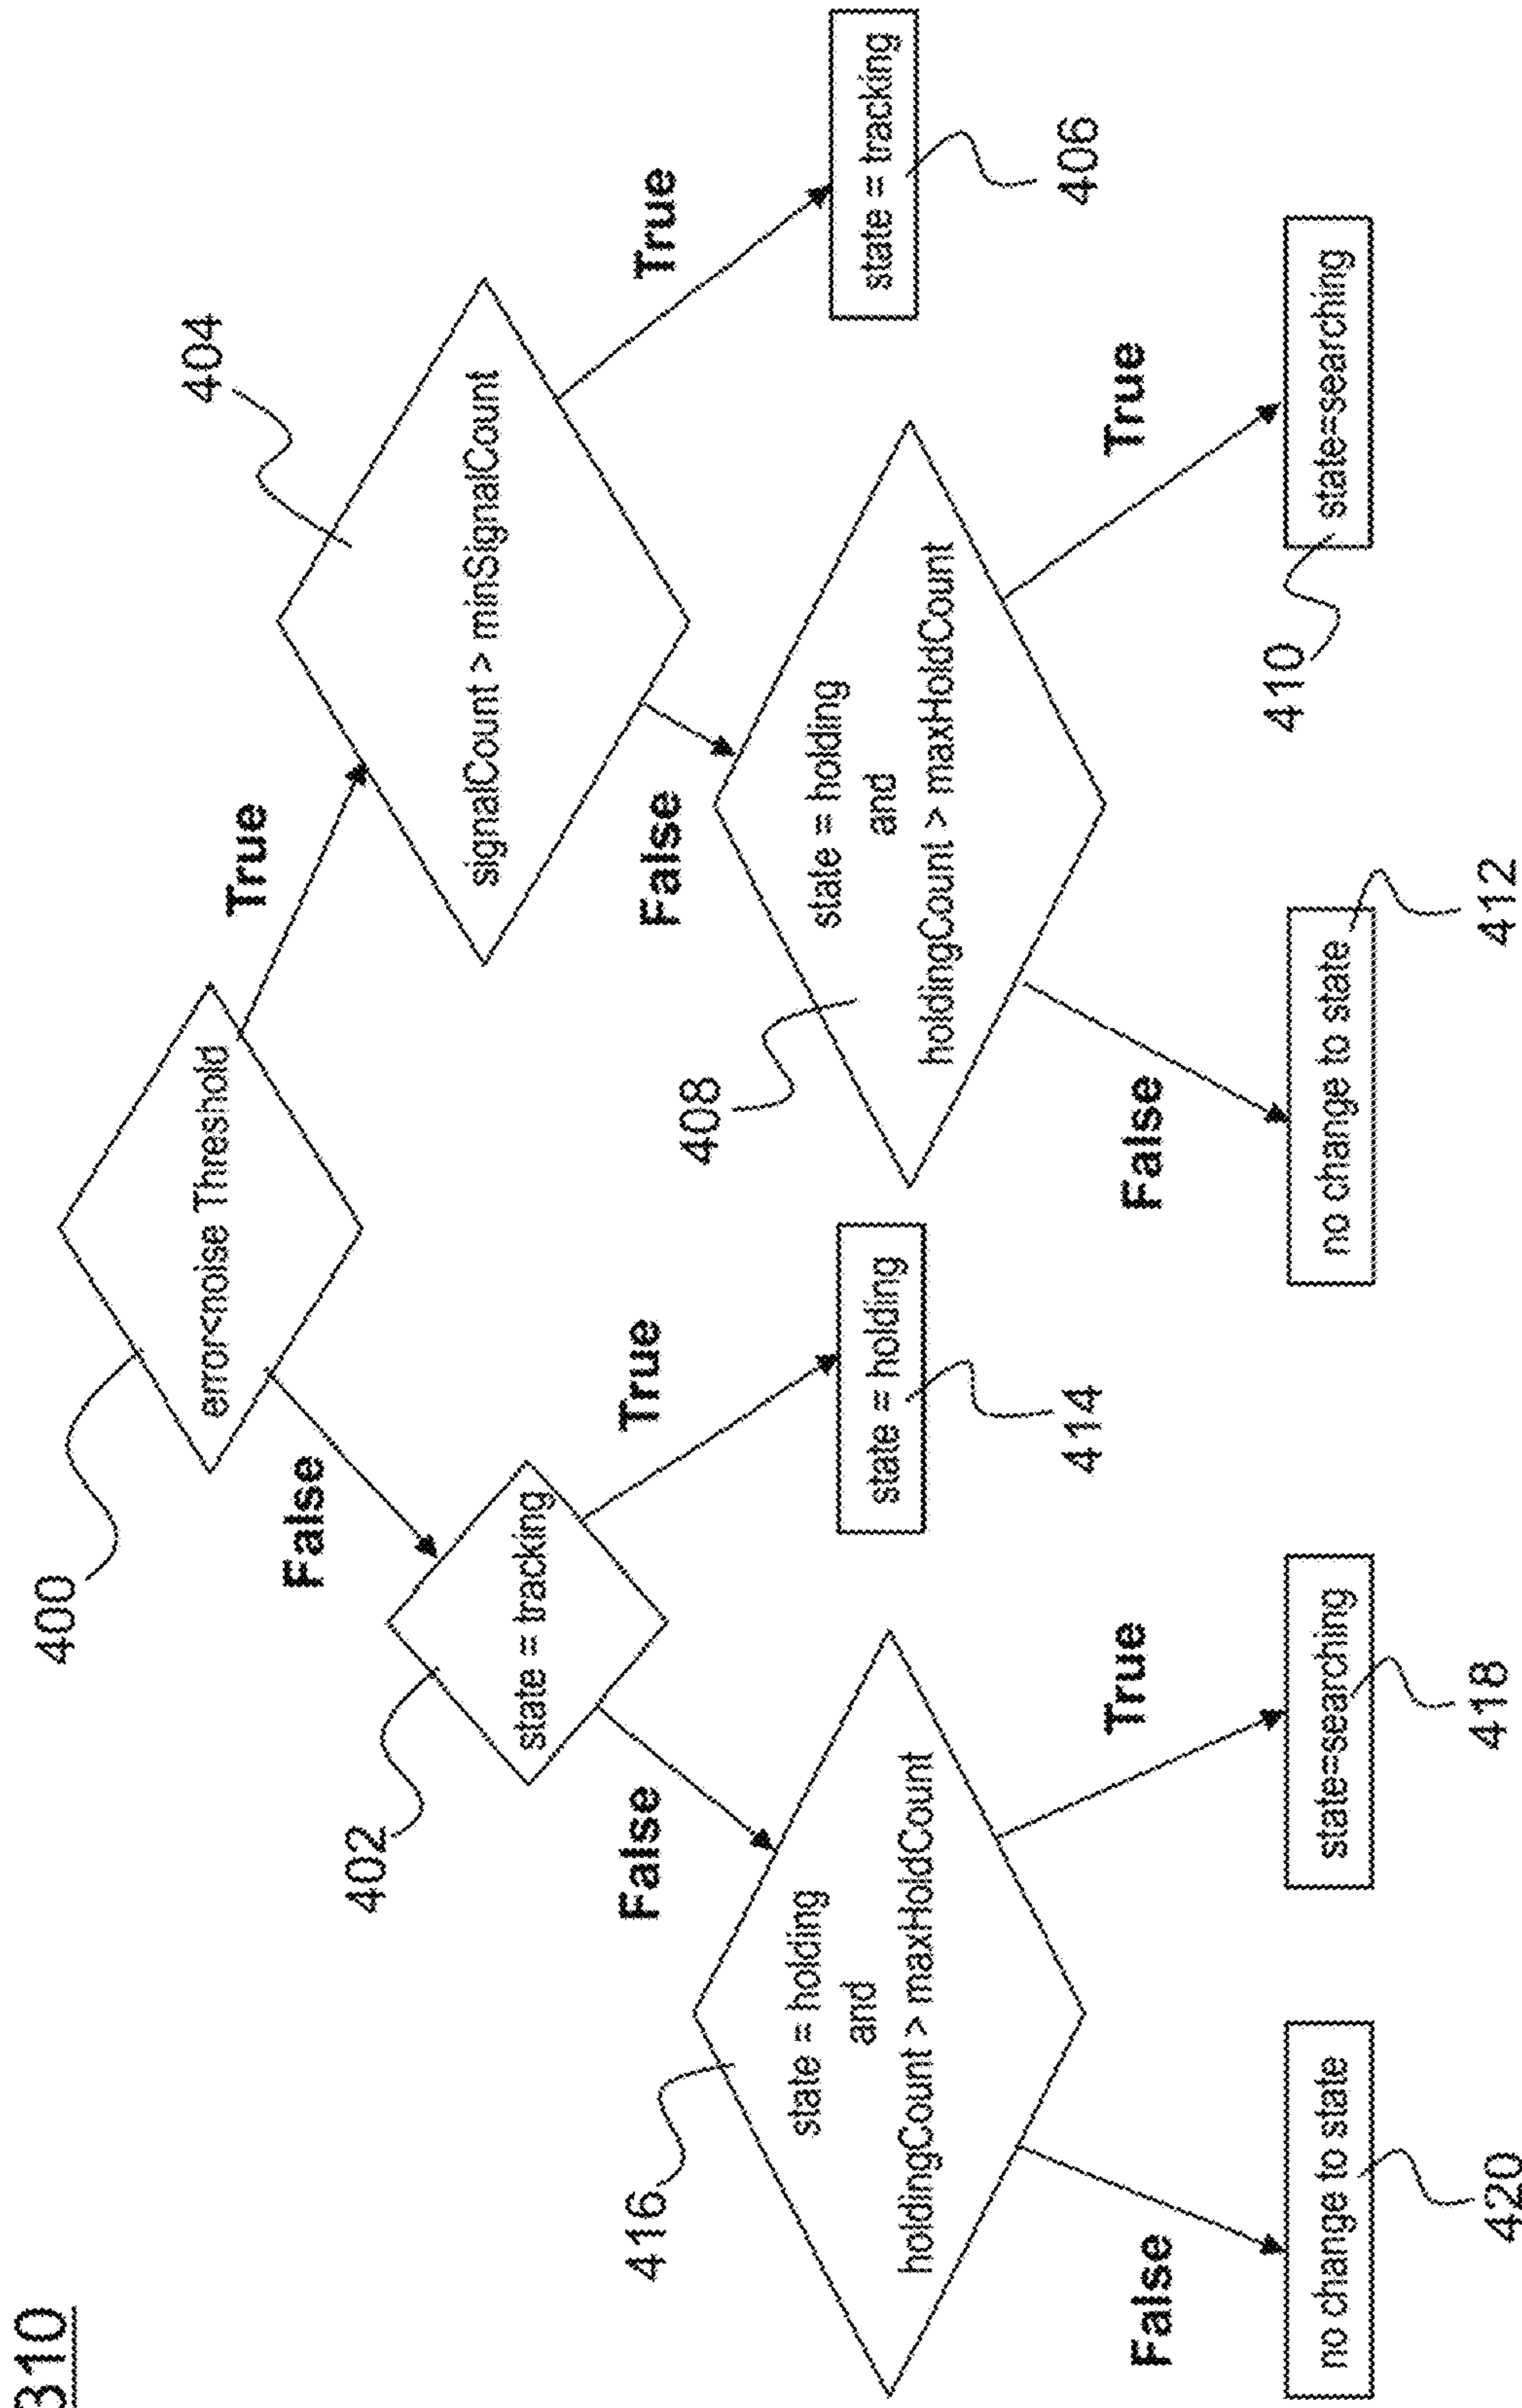 310
400
error<noise Threshold
False
True
402
state = tracking
404
signalCount > minSignalCount
False
True
False
True
416
state = holding
and
holdingCount > maxHoldCount
state = holding
414
408
state = holding
and
holdingCount > maxHoldCount
state = tracking
406
False
True
False
True
no change to state
420
state=searching
418
no change to state
412
410
state=searching